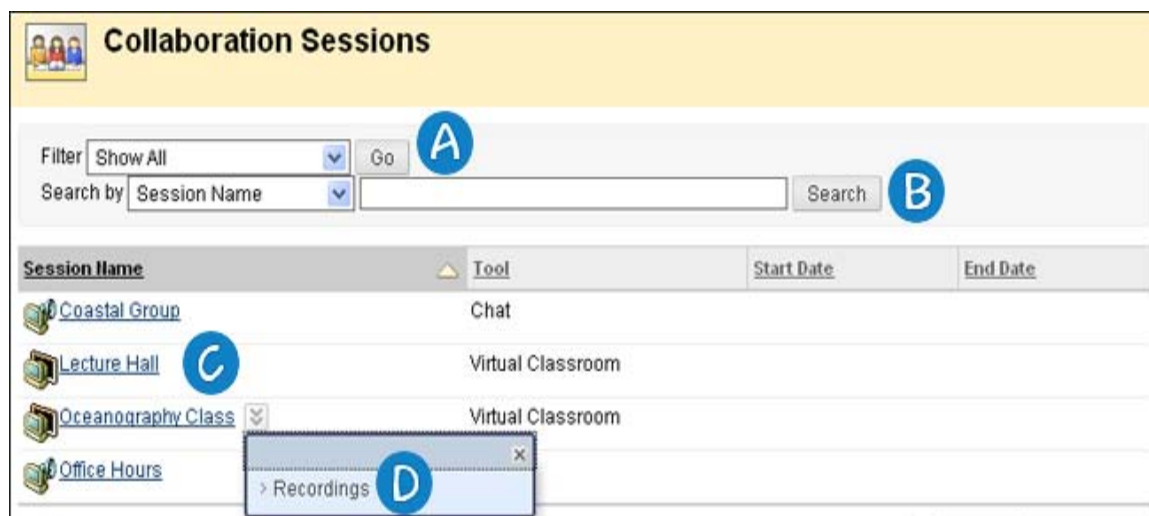 Collaboration Sessions
Filter Show All Go A
Search by Session Name Search B
Session Name Tool Start Date End Date
Coastal Group Chat
Lecture Hall C Virtual Classroom
Oceanography Class Virtual Classroom
Office Hours
> Recordings D